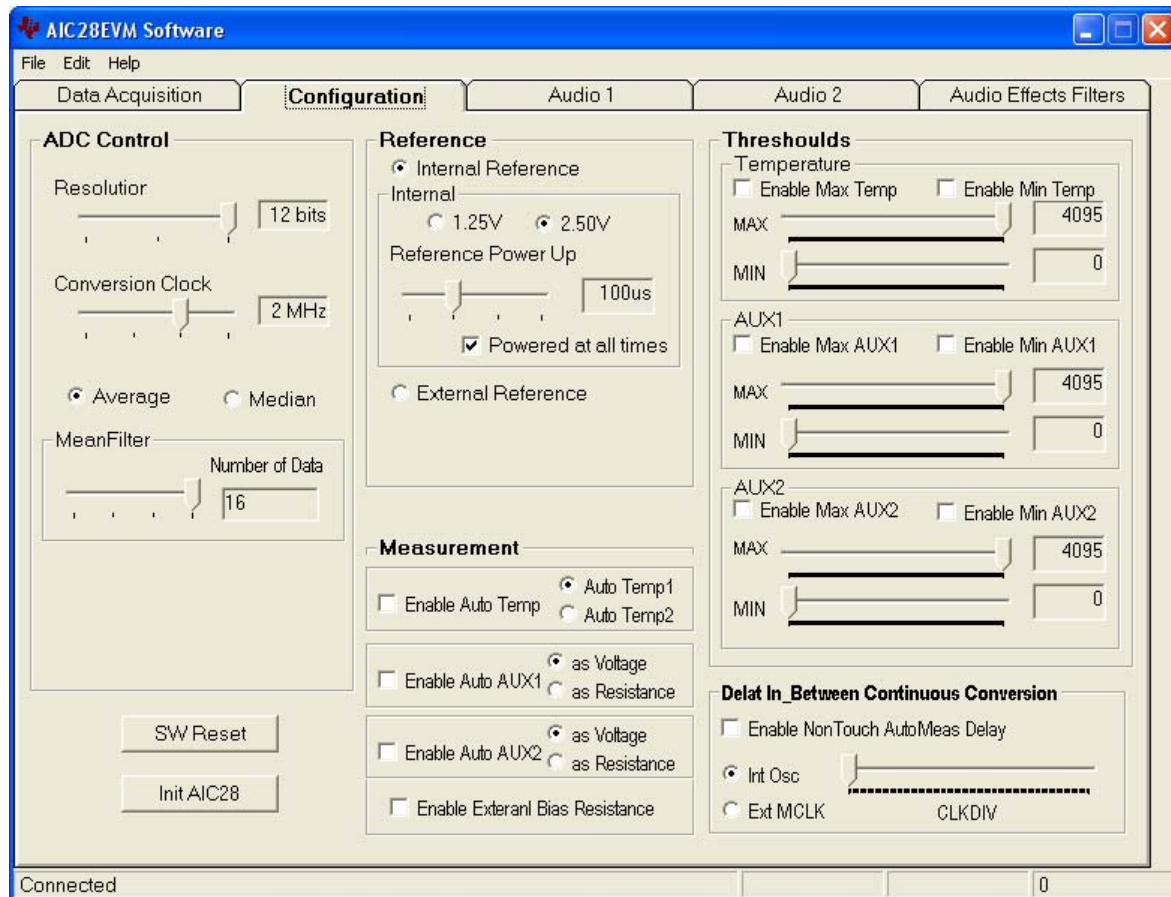 AIC28EVM Software
File Edit Help
Data Acquisition
Configuration
Audio 1
Audio 2
Audio Effects Filters
ADC Control
Resolutior
12 bits
Conversion Clock
2 MHz
Average
Median
MeanFilter
Number of Data
16
SW Reset
Init AIC28
Reference
Internal Reference
Internal
1.25V
2.50V
Reference Power Up
100us
Powered at all times
External Reference
Measurement
Enable Auto Temp
Auto Temp1
Auto Temp2
Enable Auto AUX1
as Voltage
as Resistance
Enable Auto AUX2
as Voltage
as Resistance
Enable Exteranl Bias Resistance
Threshoulds
Temperature
Enable Max Temp
Enable Min Temp
MAX
4095
MIN
0
AUX1
Enable Max AUX1
Enable Min AUX1
MAX
4095
MIN
0
AUX2
Enable Max AUX2
Enable Min AUX2
MAX
4095
MIN
0
Delat In_Between Continuous Conversion
Enable NonTouch AutoMeas Delay
Int Osc
Ext MCLK
CLKDIV
Connected
0